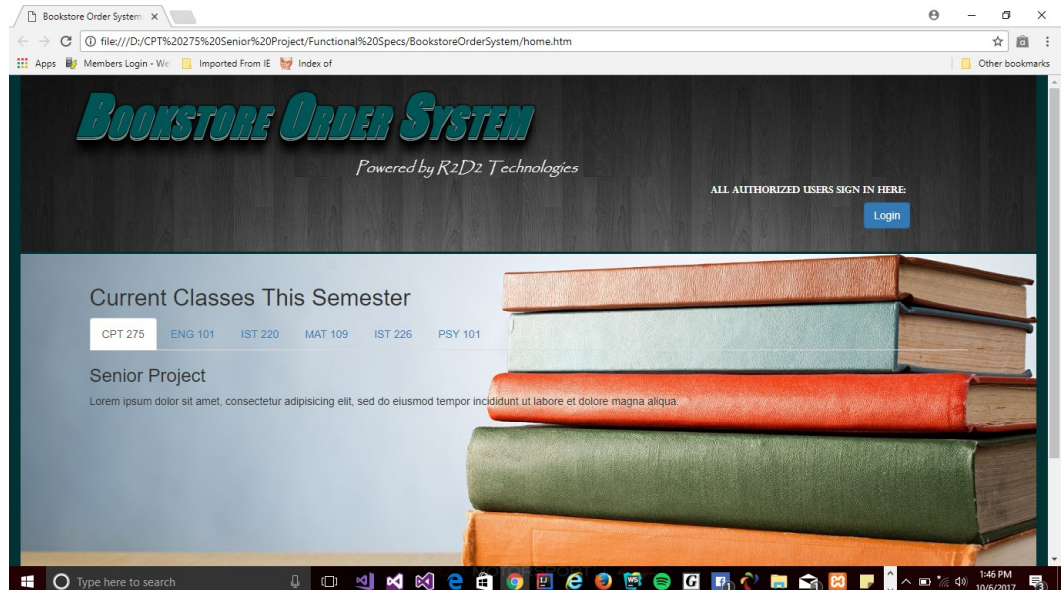 Bookstore Order System
file:///D:/CPT%20275%20Senior%20Project/Functional%20Specs/BookstoreOrderSystem/home.htm
Apps Members Login - We Imported From IE Index of Other bookmarks
BOOKSTORE ORDER SYSTEM
Powered by R2D2 Technologies
ALL AUTHORIZED USERS SIGN IN HERE:
Login
Current Classes This Semester
CPT 275 ENG 101 IST 220 MAT 109 IST 226 PSY 101
Senior Project
Lorem ipsum dolor sit amet, consectetur adipisicing elit, sed do eiusmod tempor incididunt ut labore et dolore magna aliqua.
Type here to search
1:46 PM
10/6/2017